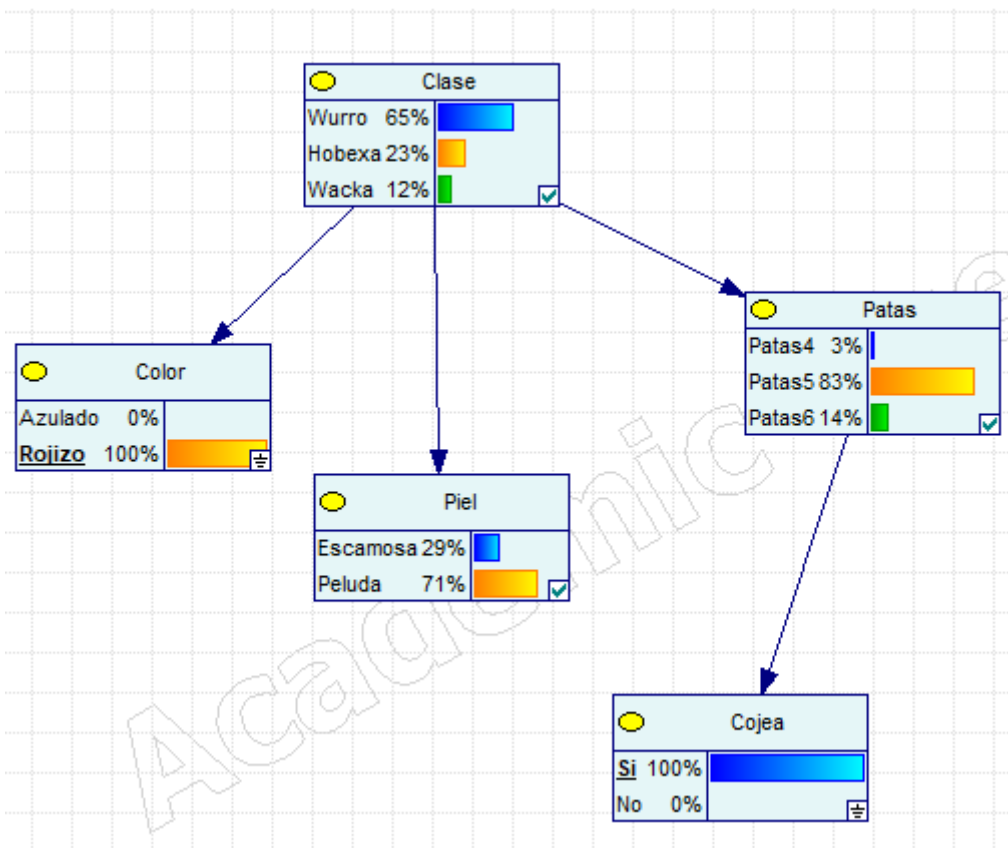 Clase
Wurro 65%
Hobexa 23%
Wacka 12%
Patas
Patas4 3%
Patas5 83%
Patas6 14%
Color
Azulado 0%
Rojizo 100%
Piel
Escamosa 29%
Peluda 71%
Academic
Cojea
Si 100%
No 0%